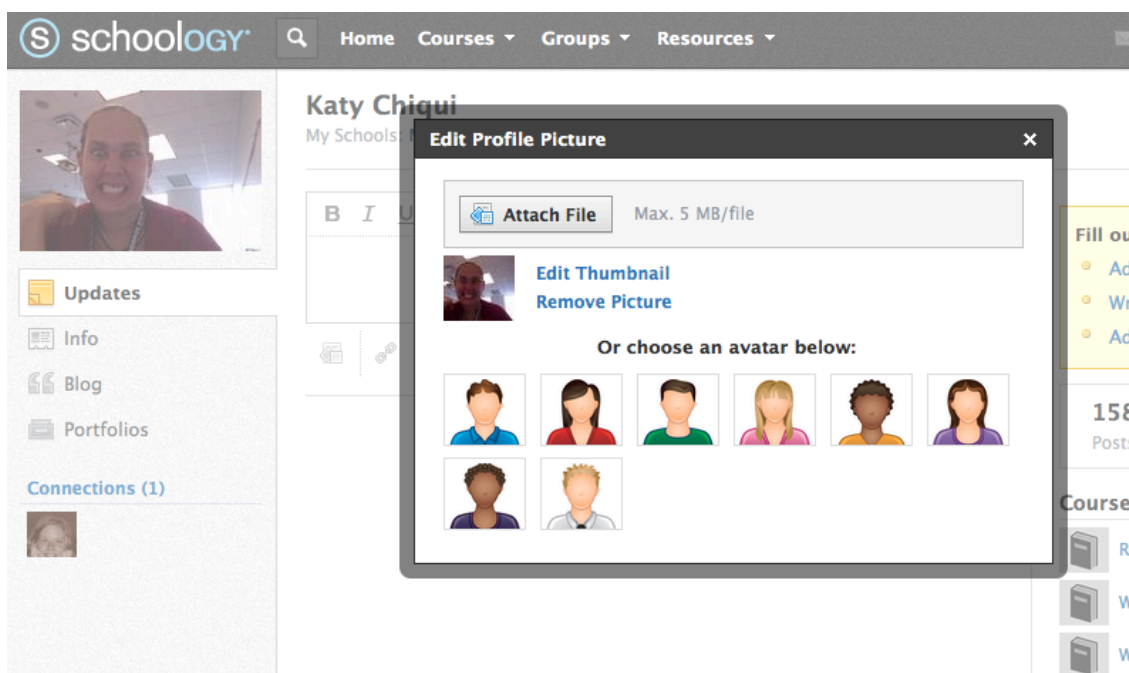 S schoology
Home Courses Groups Resources
Katy Chiqui
My Schools:
Edit Profile Picture ×
B I U
Attach File Max. 5 MB/file
Fill ou
Edit Thumbnail
Remove Picture
Ad
Wr
Ad
Updates
Info
Blog
Portfolios
Or choose an avatar below:
158
Posts
Connections (1)
Course
R
W
W